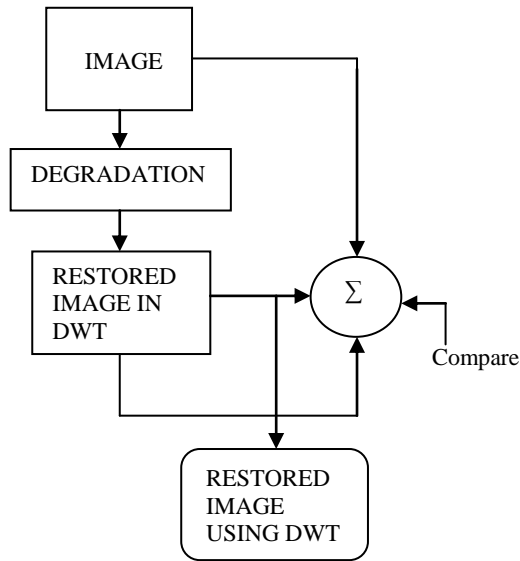 IMAGE
DEGRADATION
RESTORED
IMAGE IN
DWT
∑
Compare
RESTORED
IMAGE
USING DWT